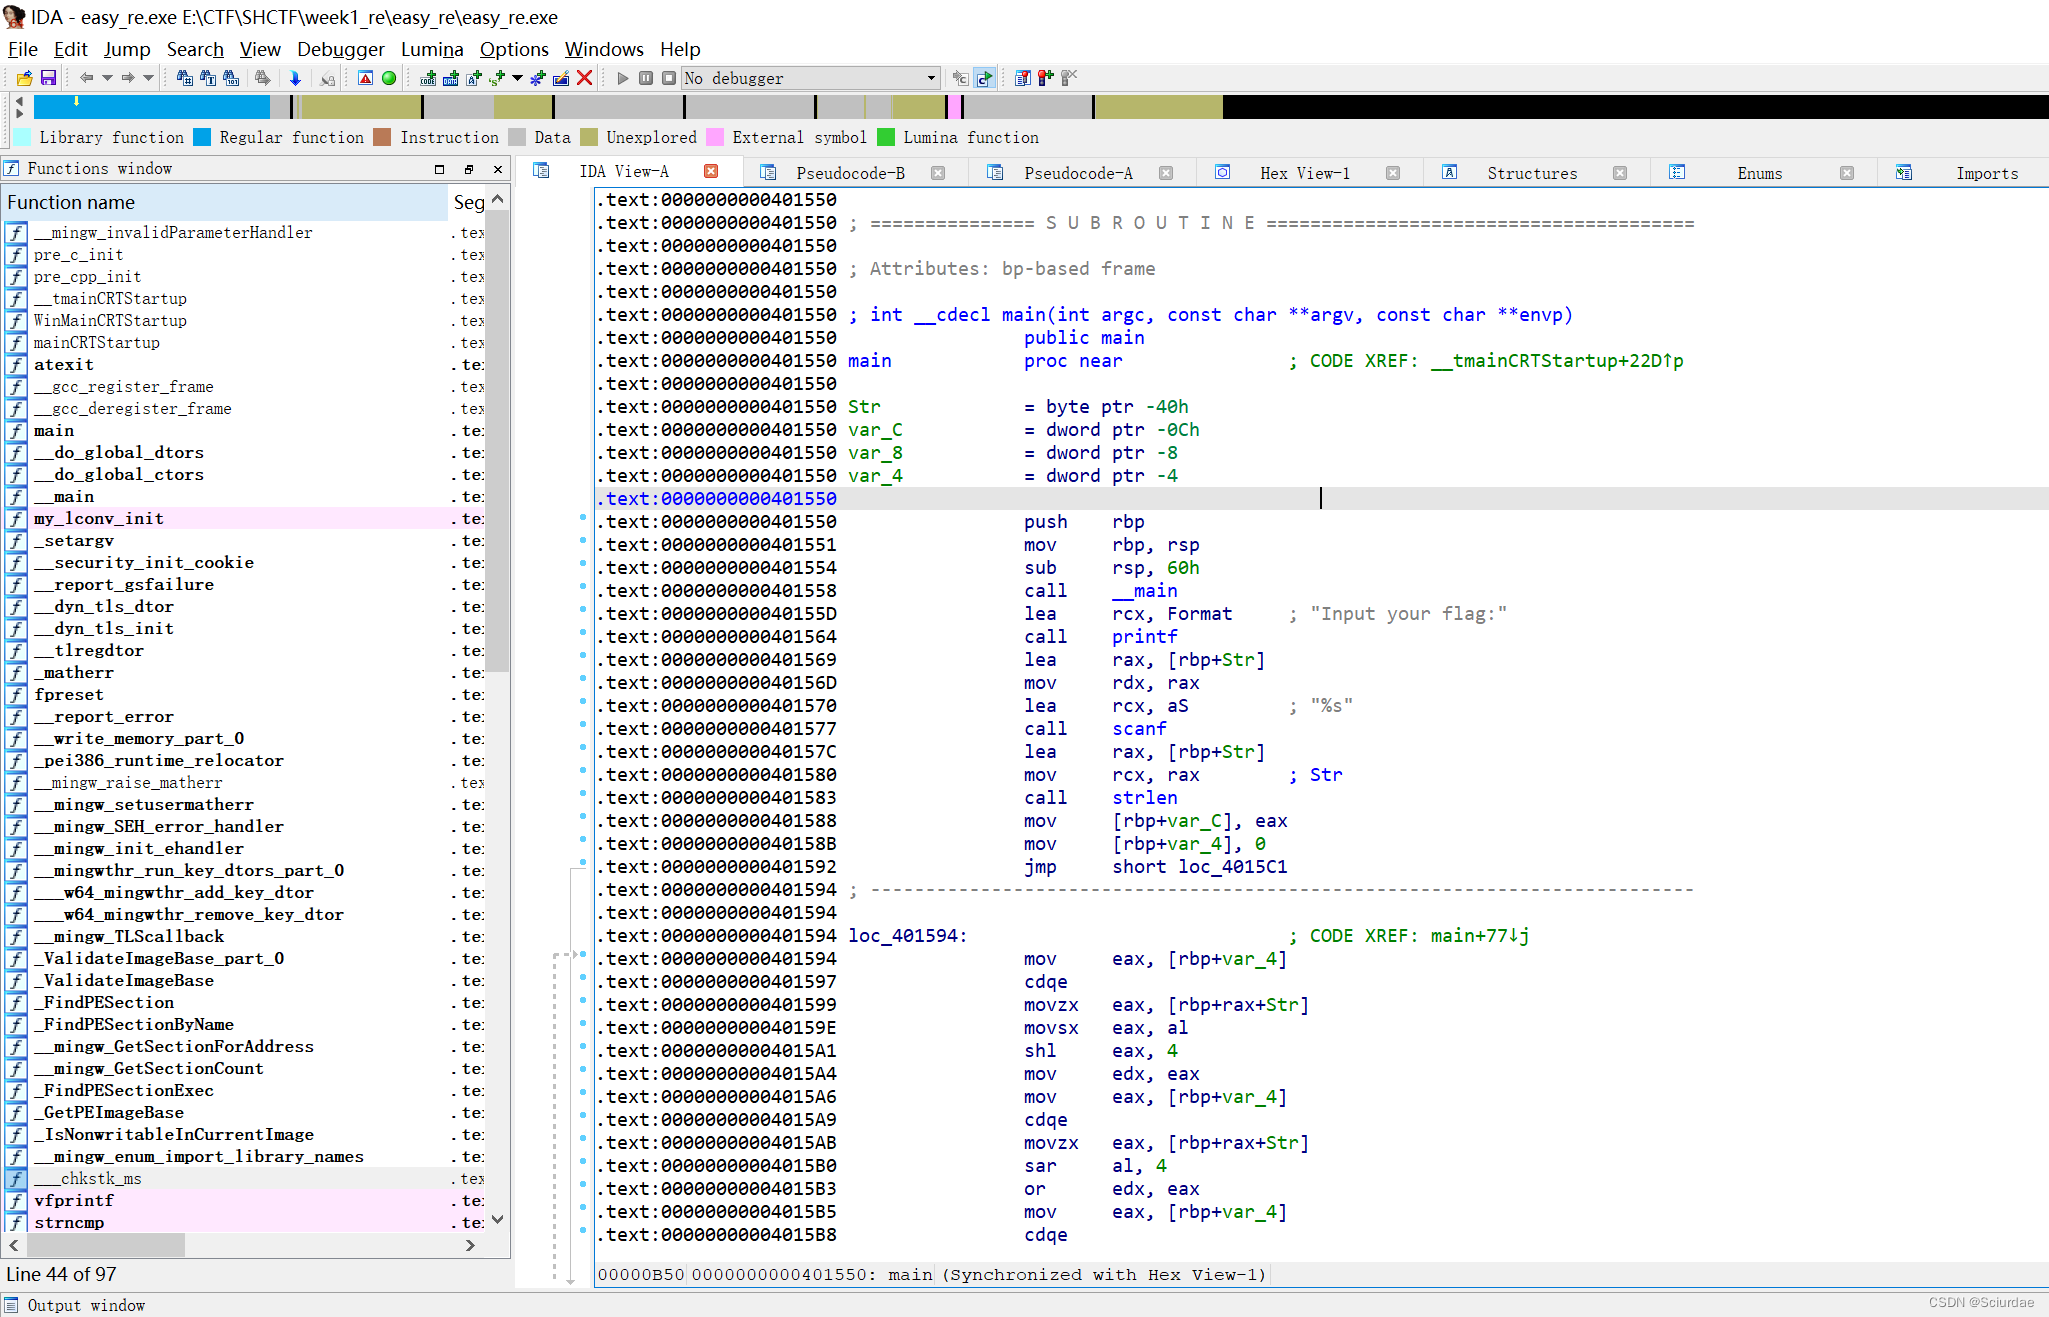 IDA - easy_re.exe E:\CTF\SHCTF\week1_re\easy_re\easy_re.exe
File Edit Jump Search View Debugger Lumina Options Windows Help
No debugger
Library function Regular function Instruction Data Unexplored External symbol Lumina function
Functions window
IDA View-A Pseudocode-B Pseudocode-A Hex View-1 Structures Enums Imports
Function name Seg
__mingw_invalidParameterHandler .tex
pre_c_init .tex
pre_cpp_init .tex
__tmainCRTStartup .tex
WinMainCRTStartup .tex
mainCRTStartup .tex
atexit .te
__gcc_register_frame .tex
__gcc_deregister_frame .tex
main .te
__do_global_dtors .te
__do_global_ctors .te
__main .te
my_lconv_init .te
_setargv .te
__security_init_cookie .te
__report_gsfailure .te
__dyn_tls_dtor .te
__dyn_tls_init .te
__tlregdtor .te
_matherr .te
fpreset .te
__report_error .te
__write_memory_part_0 .te
_pei386_runtime_relocator .te
__mingw_raise_matherr .tex
__mingw_setusermatherr .te
__mingw_SEH_error_handler .te
__mingw_init_ehandler .te
__mingwthr_run_key_dtors_part_0 .te
___w64_mingwthr_add_key_dtor .te
___w64_mingwthr_remove_key_dtor .te
__mingw_TLScallback .te
_ValidateImageBase_part_0 .te
_ValidateImageBase .te
_FindPESection .te
_FindPESectionByName .te
__mingw_GetSectionForAddress .te
__mingw_GetSectionCount .te
_FindPESectionExec .te
_GetPEImageBase .te
_IsNonwritableInCurrentImage .te
__mingw_enum_import_library_names .te
___chkstk_ms .tex
vfprintf .te
strncmp .te
Line 44 of 97
.text:0000000000401550
.text:0000000000401550 ; =============== S U B R O U T I N E =======================================
.text:0000000000401550
.text:0000000000401550 ; Attributes: bp-based frame
.text:0000000000401550
.text:0000000000401550 ; int __cdecl main(int argc, const char **argv, const char **envp)
.text:0000000000401550 public main
.text:0000000000401550 main proc near ; CODE XREF: __tmainCRTStartup+22D↑p
.text:0000000000401550
.text:0000000000401550 Str = byte ptr -40h
.text:0000000000401550 var_C = dword ptr -0Ch
.text:0000000000401550 var_8 = dword ptr -8
.text:0000000000401550 var_4 = dword ptr -4
.text:0000000000401550
.text:0000000000401550 push rbp
.text:0000000000401551 mov rbp, rsp
.text:0000000000401554 sub rsp, 60h
.text:0000000000401558 call __main
.text:000000000040155D lea rcx, Format ; "Input your flag:"
.text:0000000000401564 call printf
.text:0000000000401569 lea rax, [rbp+Str]
.text:000000000040156D mov rdx, rax
.text:0000000000401570 lea rcx, aS ; "%s"
.text:0000000000401577 call scanf
.text:000000000040157C lea rax, [rbp+Str]
.text:0000000000401580 mov rcx, rax ; Str
.text:0000000000401583 call strlen
.text:0000000000401588 mov [rbp+var_C], eax
.text:000000000040158B mov [rbp+var_4], 0
.text:0000000000401592 jmp short loc_4015C1
.text:0000000000401594 ; ---------------------------------------------------------------------------
.text:0000000000401594
.text:0000000000401594 loc_401594: ; CODE XREF: main+77↓j
.text:0000000000401594 mov eax, [rbp+var_4]
.text:0000000000401597 cdqe
.text:0000000000401599 movzx eax, [rbp+rax+Str]
.text:000000000040159E movsx eax, al
.text:00000000004015A1 shl eax, 4
.text:00000000004015A4 mov edx, eax
.text:00000000004015A6 mov eax, [rbp+var_4]
.text:00000000004015A9 cdqe
.text:00000000004015AB movzx eax, [rbp+rax+Str]
.text:00000000004015B0 sar al, 4
.text:00000000004015B3 or edx, eax
.text:00000000004015B5 mov eax, [rbp+var_4]
.text:00000000004015B8 cdqe
00000B50 0000000000401550: main (Synchronized with Hex View-1)
Output window
CSDN @Sciurdae